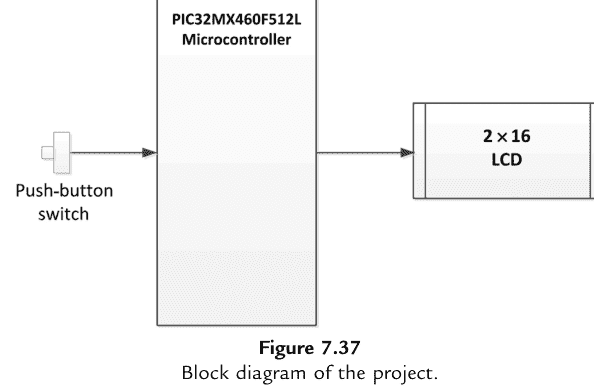 PIC32MX460F512L
Microcontroller
Push-button
switch
2 × 16
LCD
Figure 7.37
Block diagram of the project.